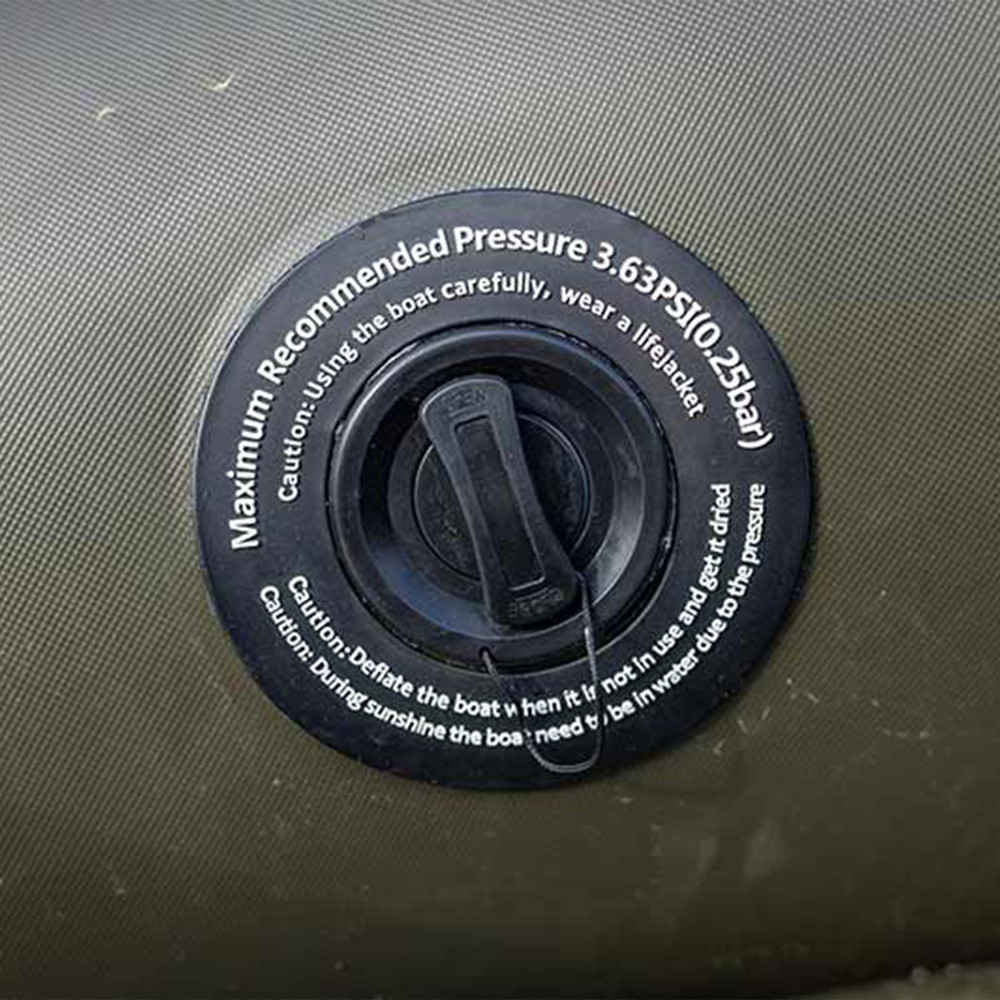 Maximum Recommended Pressure 3.63PSI(0.25bar)
Caution: Using the boat carefully, wear a lifejacket
OPEN
Caution: Deflate the boat when it is not in use and get it dried
Caution: During sunshine the boat need to be in water due to the pressure